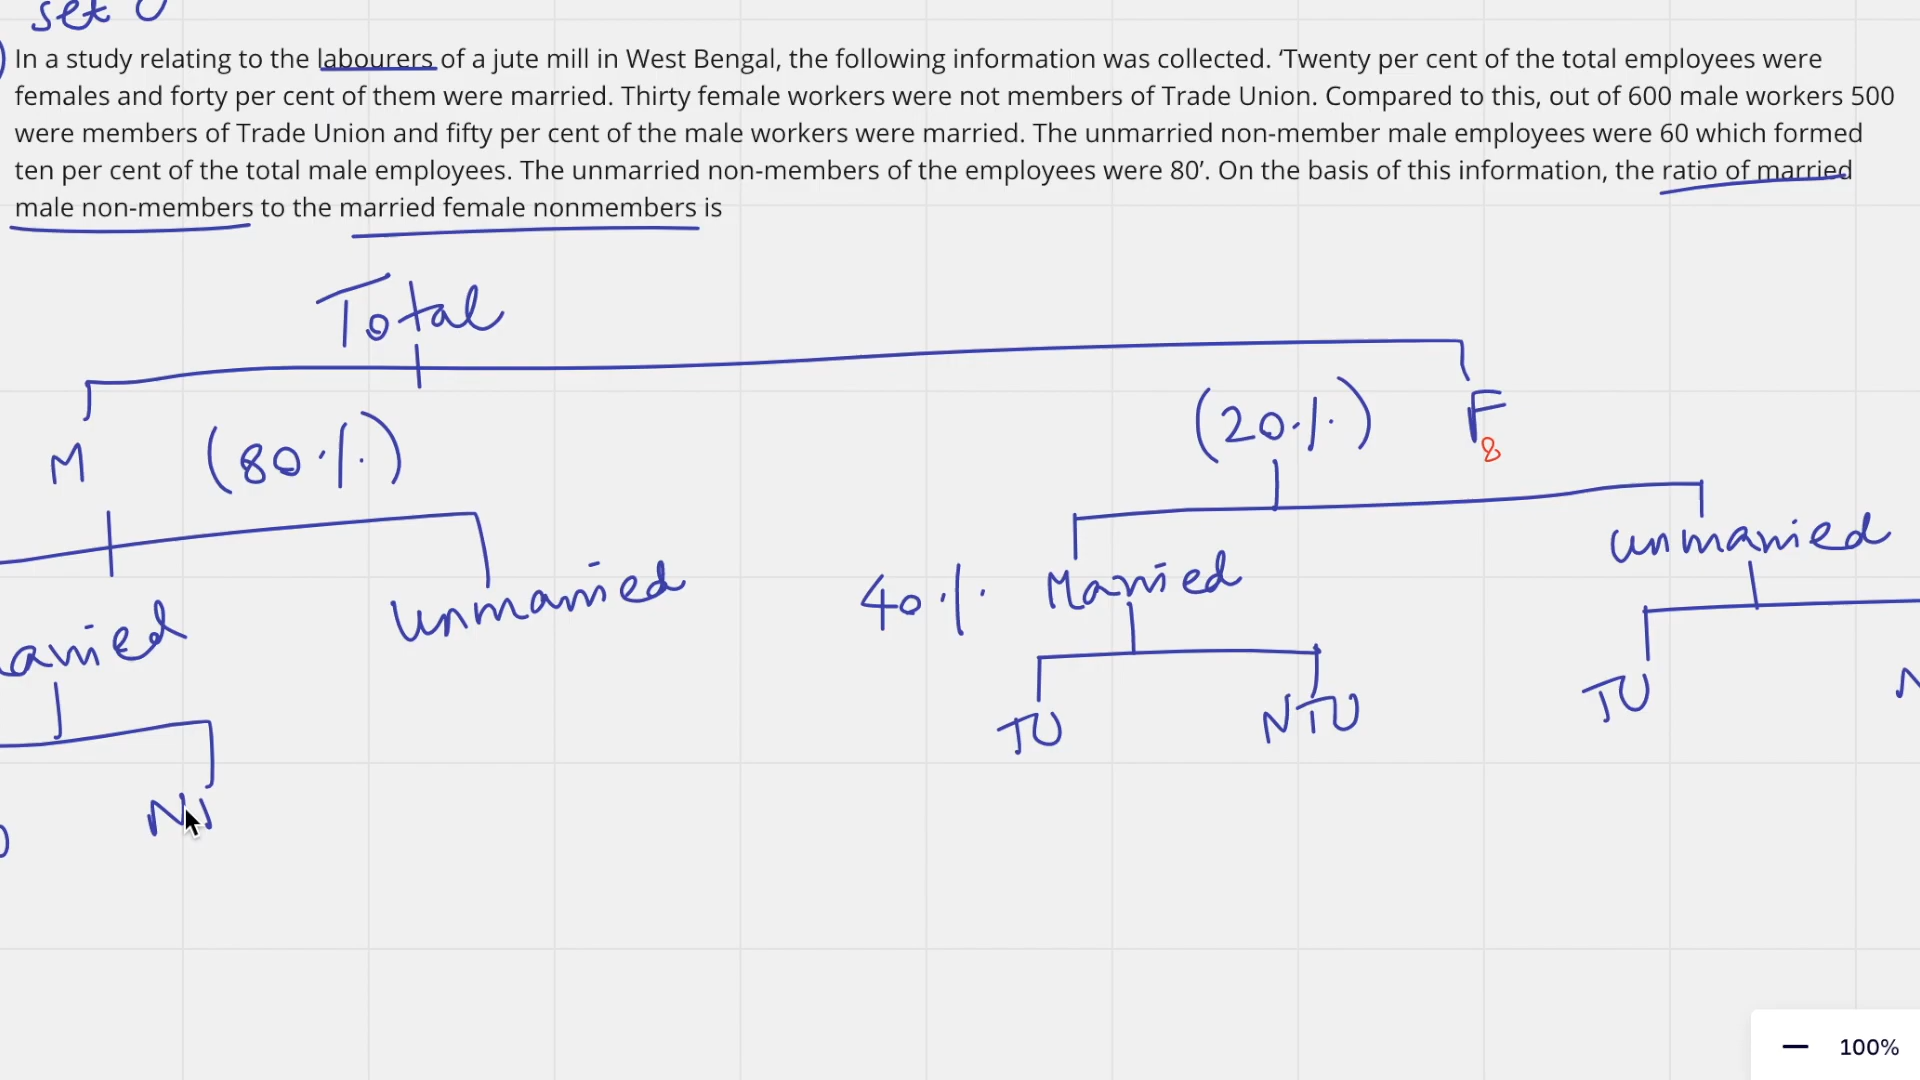 set
In a study relating to the labourers of a jute mill in West Bengal, the following information was collected. ‘Twenty per cent of the total employees were
females and forty per cent of them were married. Thirty female workers were not members of Trade Union. Compared to this, out of 600 male workers 500
were members of Trade Union and fifty per cent of the male workers were married. The unmarried non-member male employees were 60 which formed
ten per cent of the total male employees. The unmarried non-members of the employees were 80’. On the basis of this information, the ratio of married
male non-members to the married female nonmembers is
Total
M (80%) (20%) F
8
unmarried 40% Married unmarried
arried
TU NTU TU
100%